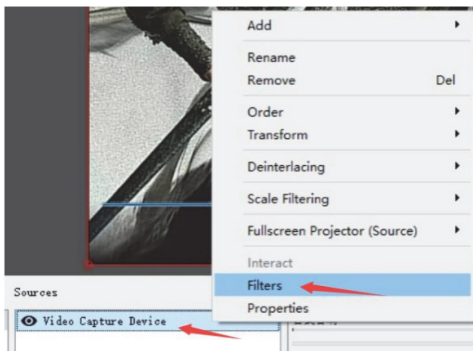 Add
Rename
Remove Del
Order
Transform
Deinterlacing
Scale Filtering
Fullscreen Projector (Source)
Interact
Filters
Properties
Sources
Video Capture Device